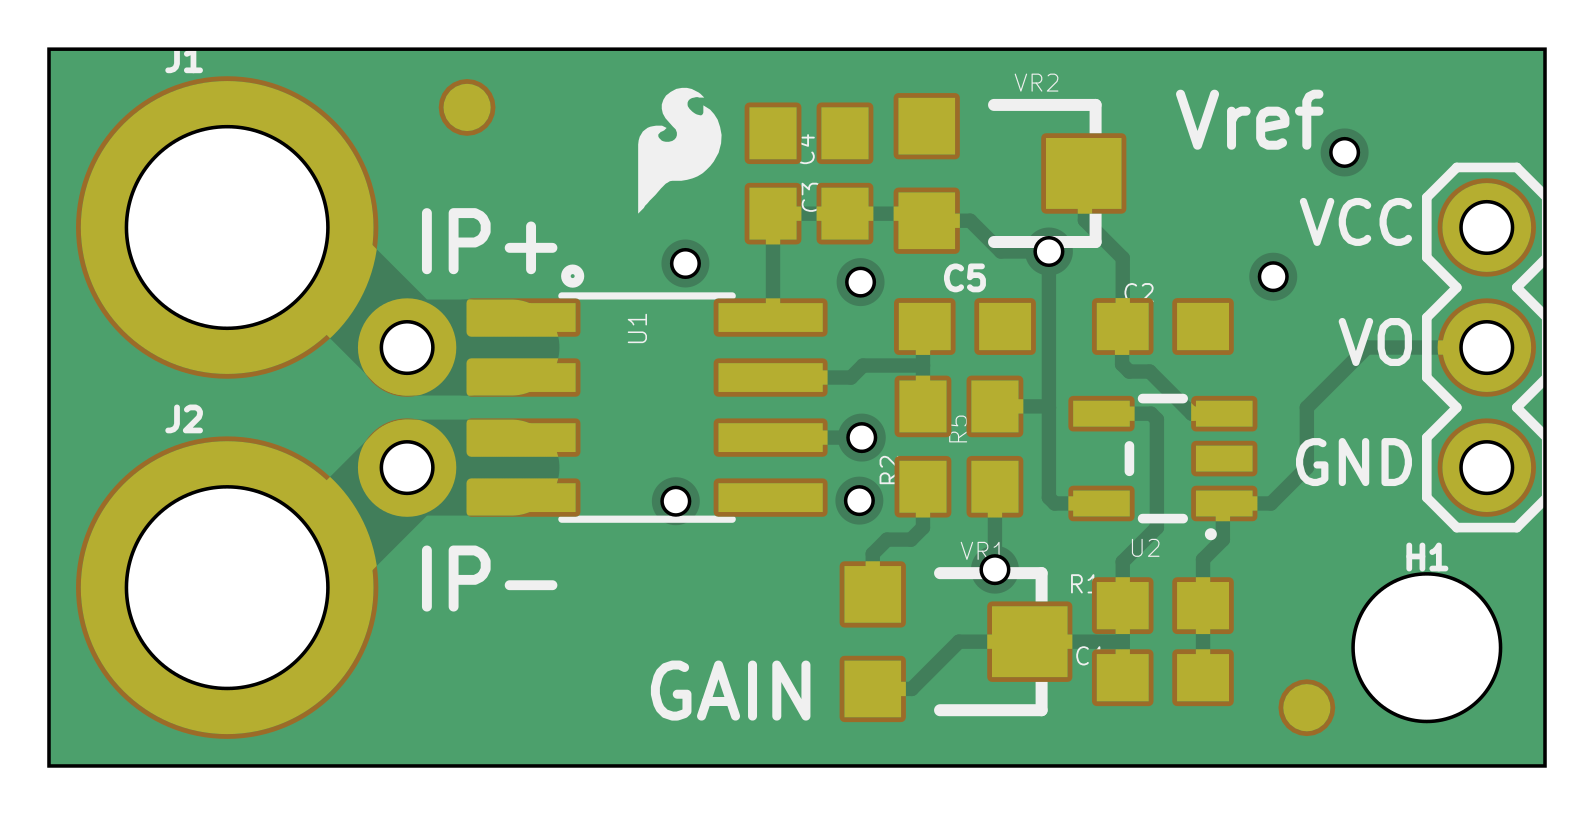 J1
VR2
Vref
C4
C3
VCC
IP+
C5
C2
U1
VO
J2
R5
R2
GND
VR1
U2
H1
IP-
R1
C1
GAIN